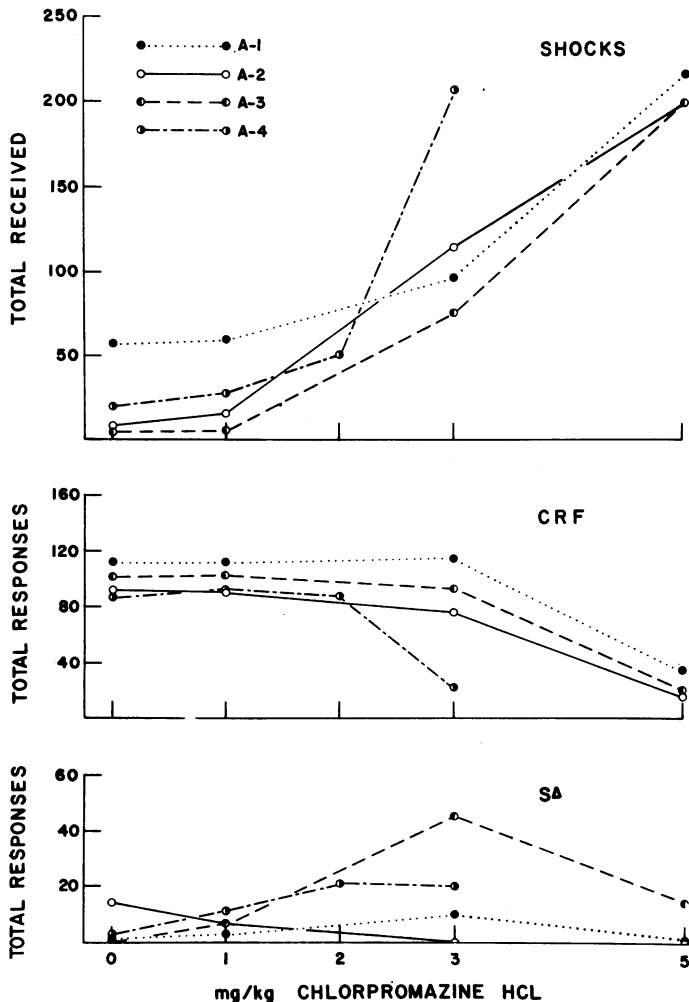 SHOCKS
A-1
A-2
A-3
A-4
TOTAL RECEIVED
250
200
150
100
50
CRF
TOTAL RESPONSES
160
120
80
40
SΔ
TOTAL RESPONSES
60
40
20
0 1 2 3 5
mg/kg CHLORPROMAZINE HCL